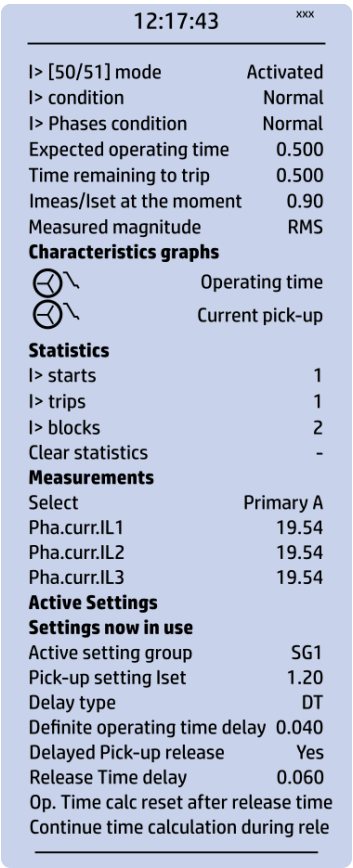 12:17:43 xxx
I> [50/51] mode Activated
I> condition Normal
I> Phases condition Normal
Expected operating time 0.500
Time remaining to trip 0.500
Imeas/Iset at the moment 0.90
Measured magnitude RMS
Characteristics graphs
Operating time
Current pick-up
Statistics
I> starts 1
I> trips 1
I> blocks 2
Clear statistics -
Measurements
Select Primary A
Pha.curr.IL1 19.54
Pha.curr.IL2 19.54
Pha.curr.IL3 19.54
Active Settings
Settings now in use
Active setting group SG1
Pick-up setting Iset 1.20
Delay type DT
Definite operating time delay 0.040
Delayed Pick-up release Yes
Release Time delay 0.060
Op. Time calc reset after release time
Continue time calculation during rele